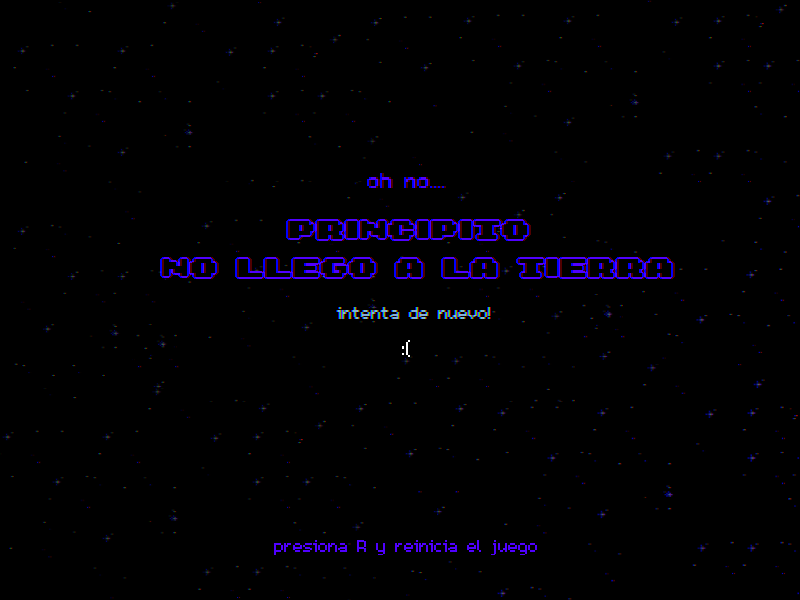 oh no...
PRINCIPITO
NO LLEGO A LA TIERRA
intenta de nuevo!
:(
presiona R y reinicia el juego